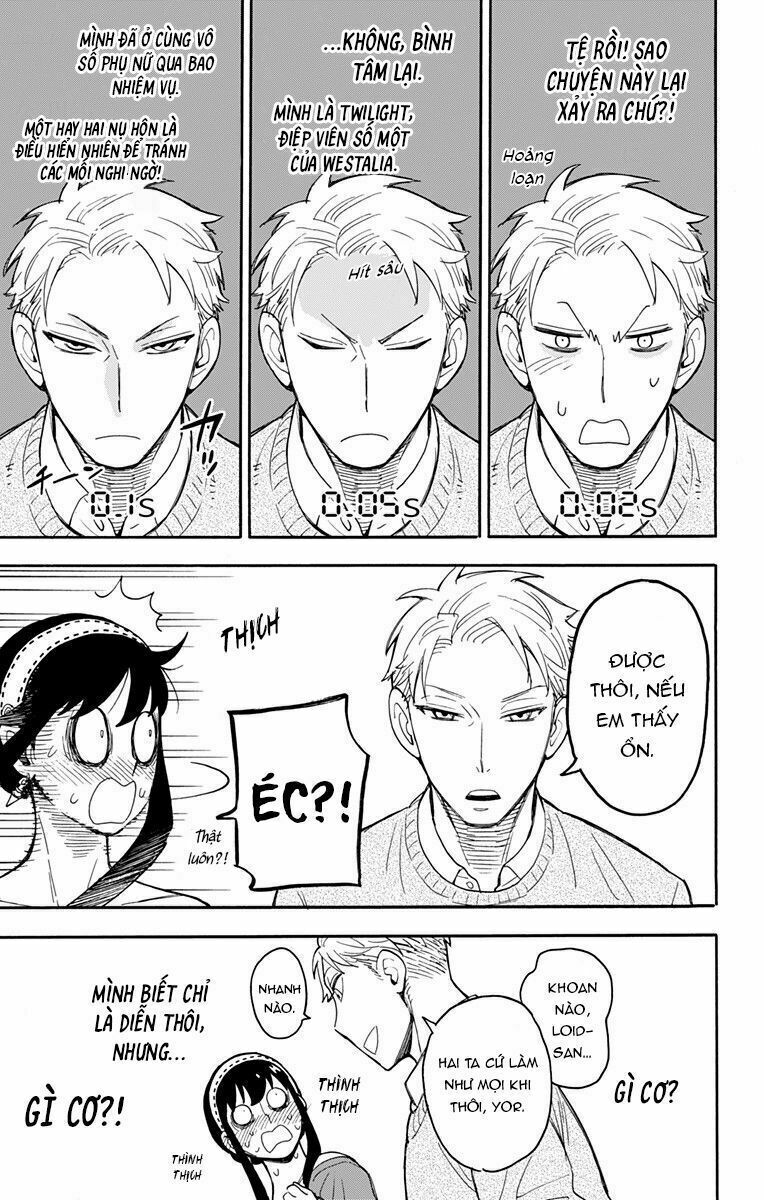 TỆ RỒI! SAO
CHUYỆN NÀY LẠI
XẢY RA CHỨ?!
Hoảng
loạn
0.02s
...KHÔNG, BÌNH
TÂM LẠI.
MÌNH LÀ TWILIGHT,
ĐIỆP VIÊN SỐ MỘT
CỦA WESTALIA.
Hít sâu
0.05s
MÌNH ĐÃ Ở CÙNG VÔ
SỐ PHỤ NỮ QUA BAO
NHIỆM VỤ.
MỘT HAY HAI NỤ HÔN LÀ
ĐIỀU HIỂN NHIÊN ĐỂ TRÁNH
CÁC MỐI NGHI NGỜ!
カッ
チーン
0.1s
ĐƯỢC
THÔI, NẾU
EM THẤY
ỔN.
THỊCH
ÉC?!
Thật
luôn?!
KHOAN
NÀO,
LOID-
SAN...
GÌ CƠ?
HAI TA CỨ LÀM
NHƯ MỌI KHI
THÔI, YOR.
NHANH
NÀO.
THÌNH
THỊCH
MÌNH BIẾT CHỈ
LÀ DIỄN THÔI,
NHƯNG...
GÌ CƠ?!
THÌNH
THỊCH